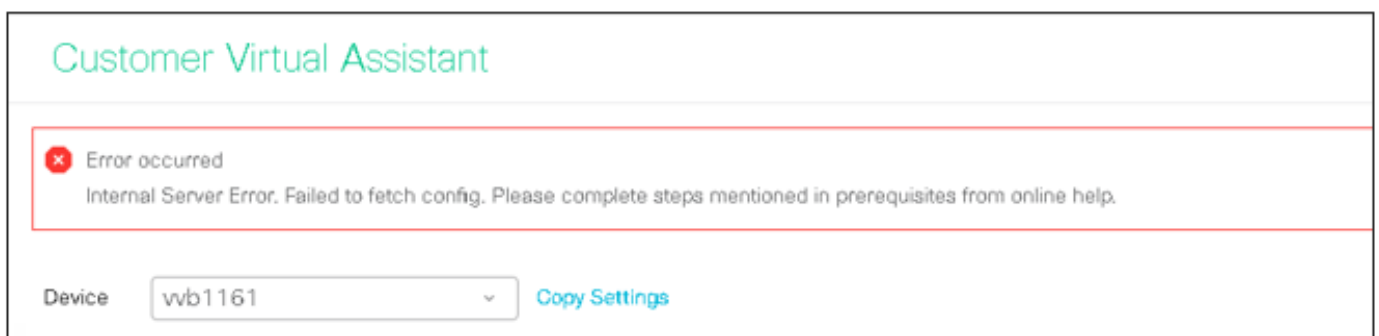 Customer Virtual Assistant
Error occurred
Internal Server Error. Failed to fetch config. Please complete steps mentioned in prerequisites from online help.
Device vvb1161 Copy Settings